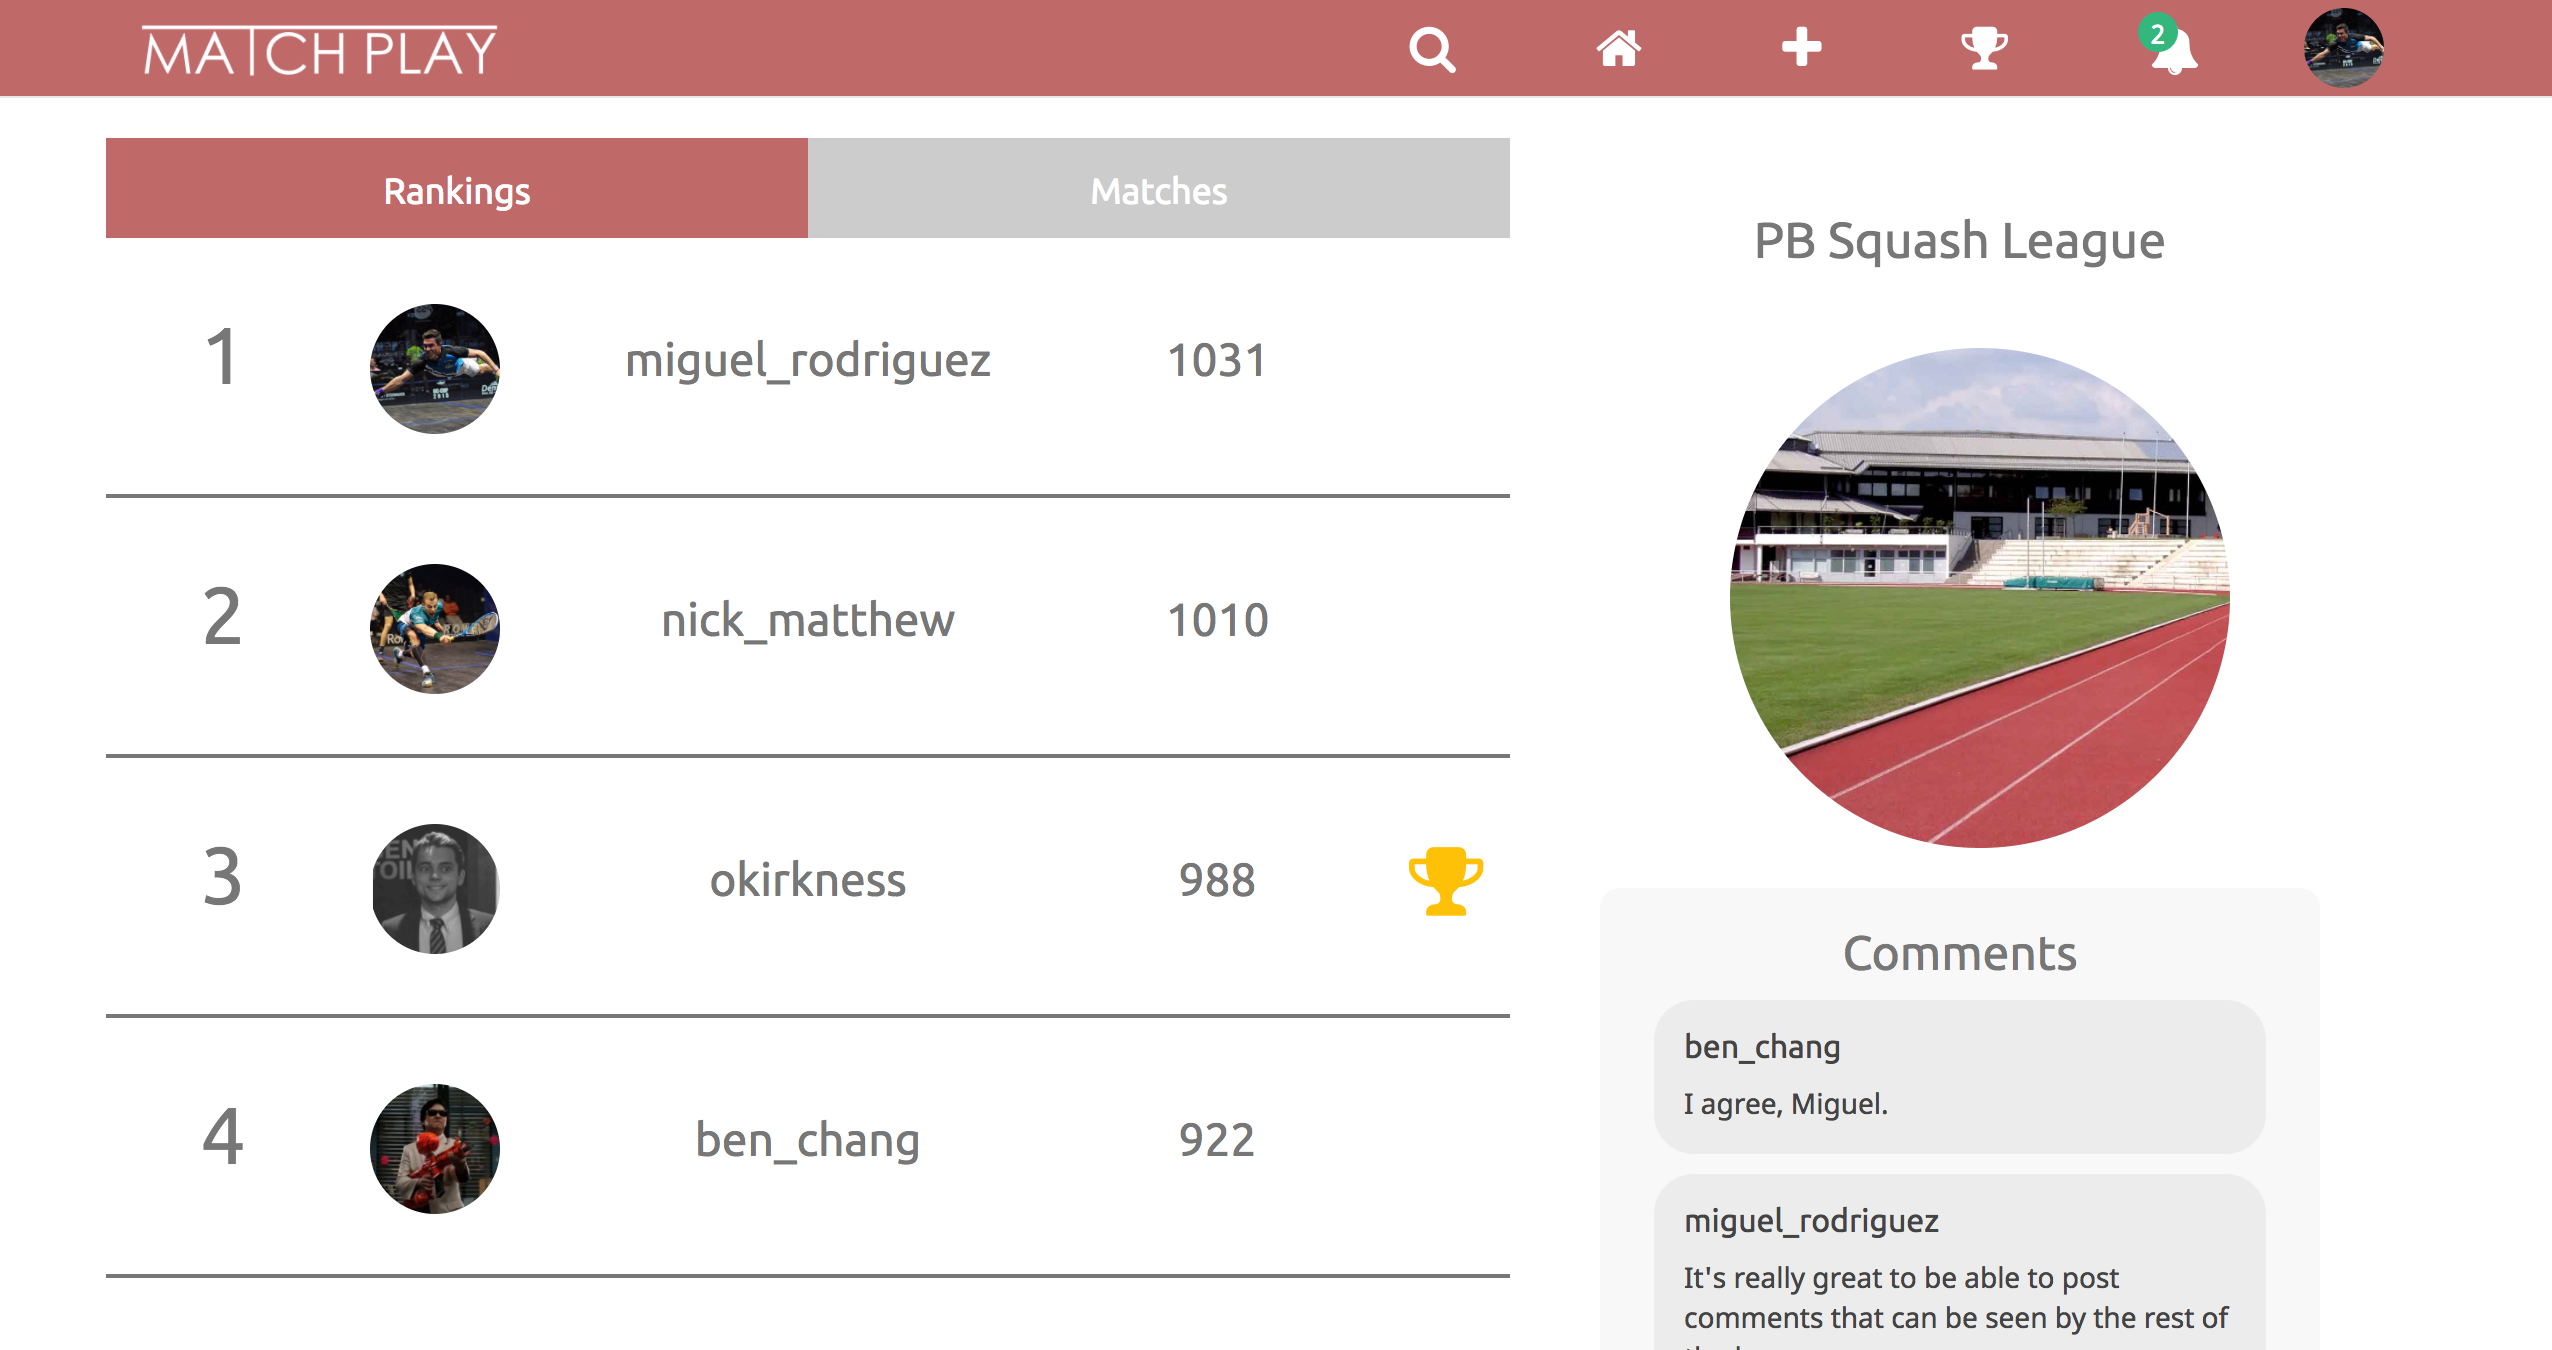 MATCH PLAY
2
Rankings
Matches
1
miguel_rodriguez
1031
2
nick_matthew
1010
3
okirkness
988
4
ben_chang
922
PB Squash League
Comments
ben_chang
I agree, Miguel.
miguel_rodriguez
It's really great to be able to post
comments that can be seen by the rest of